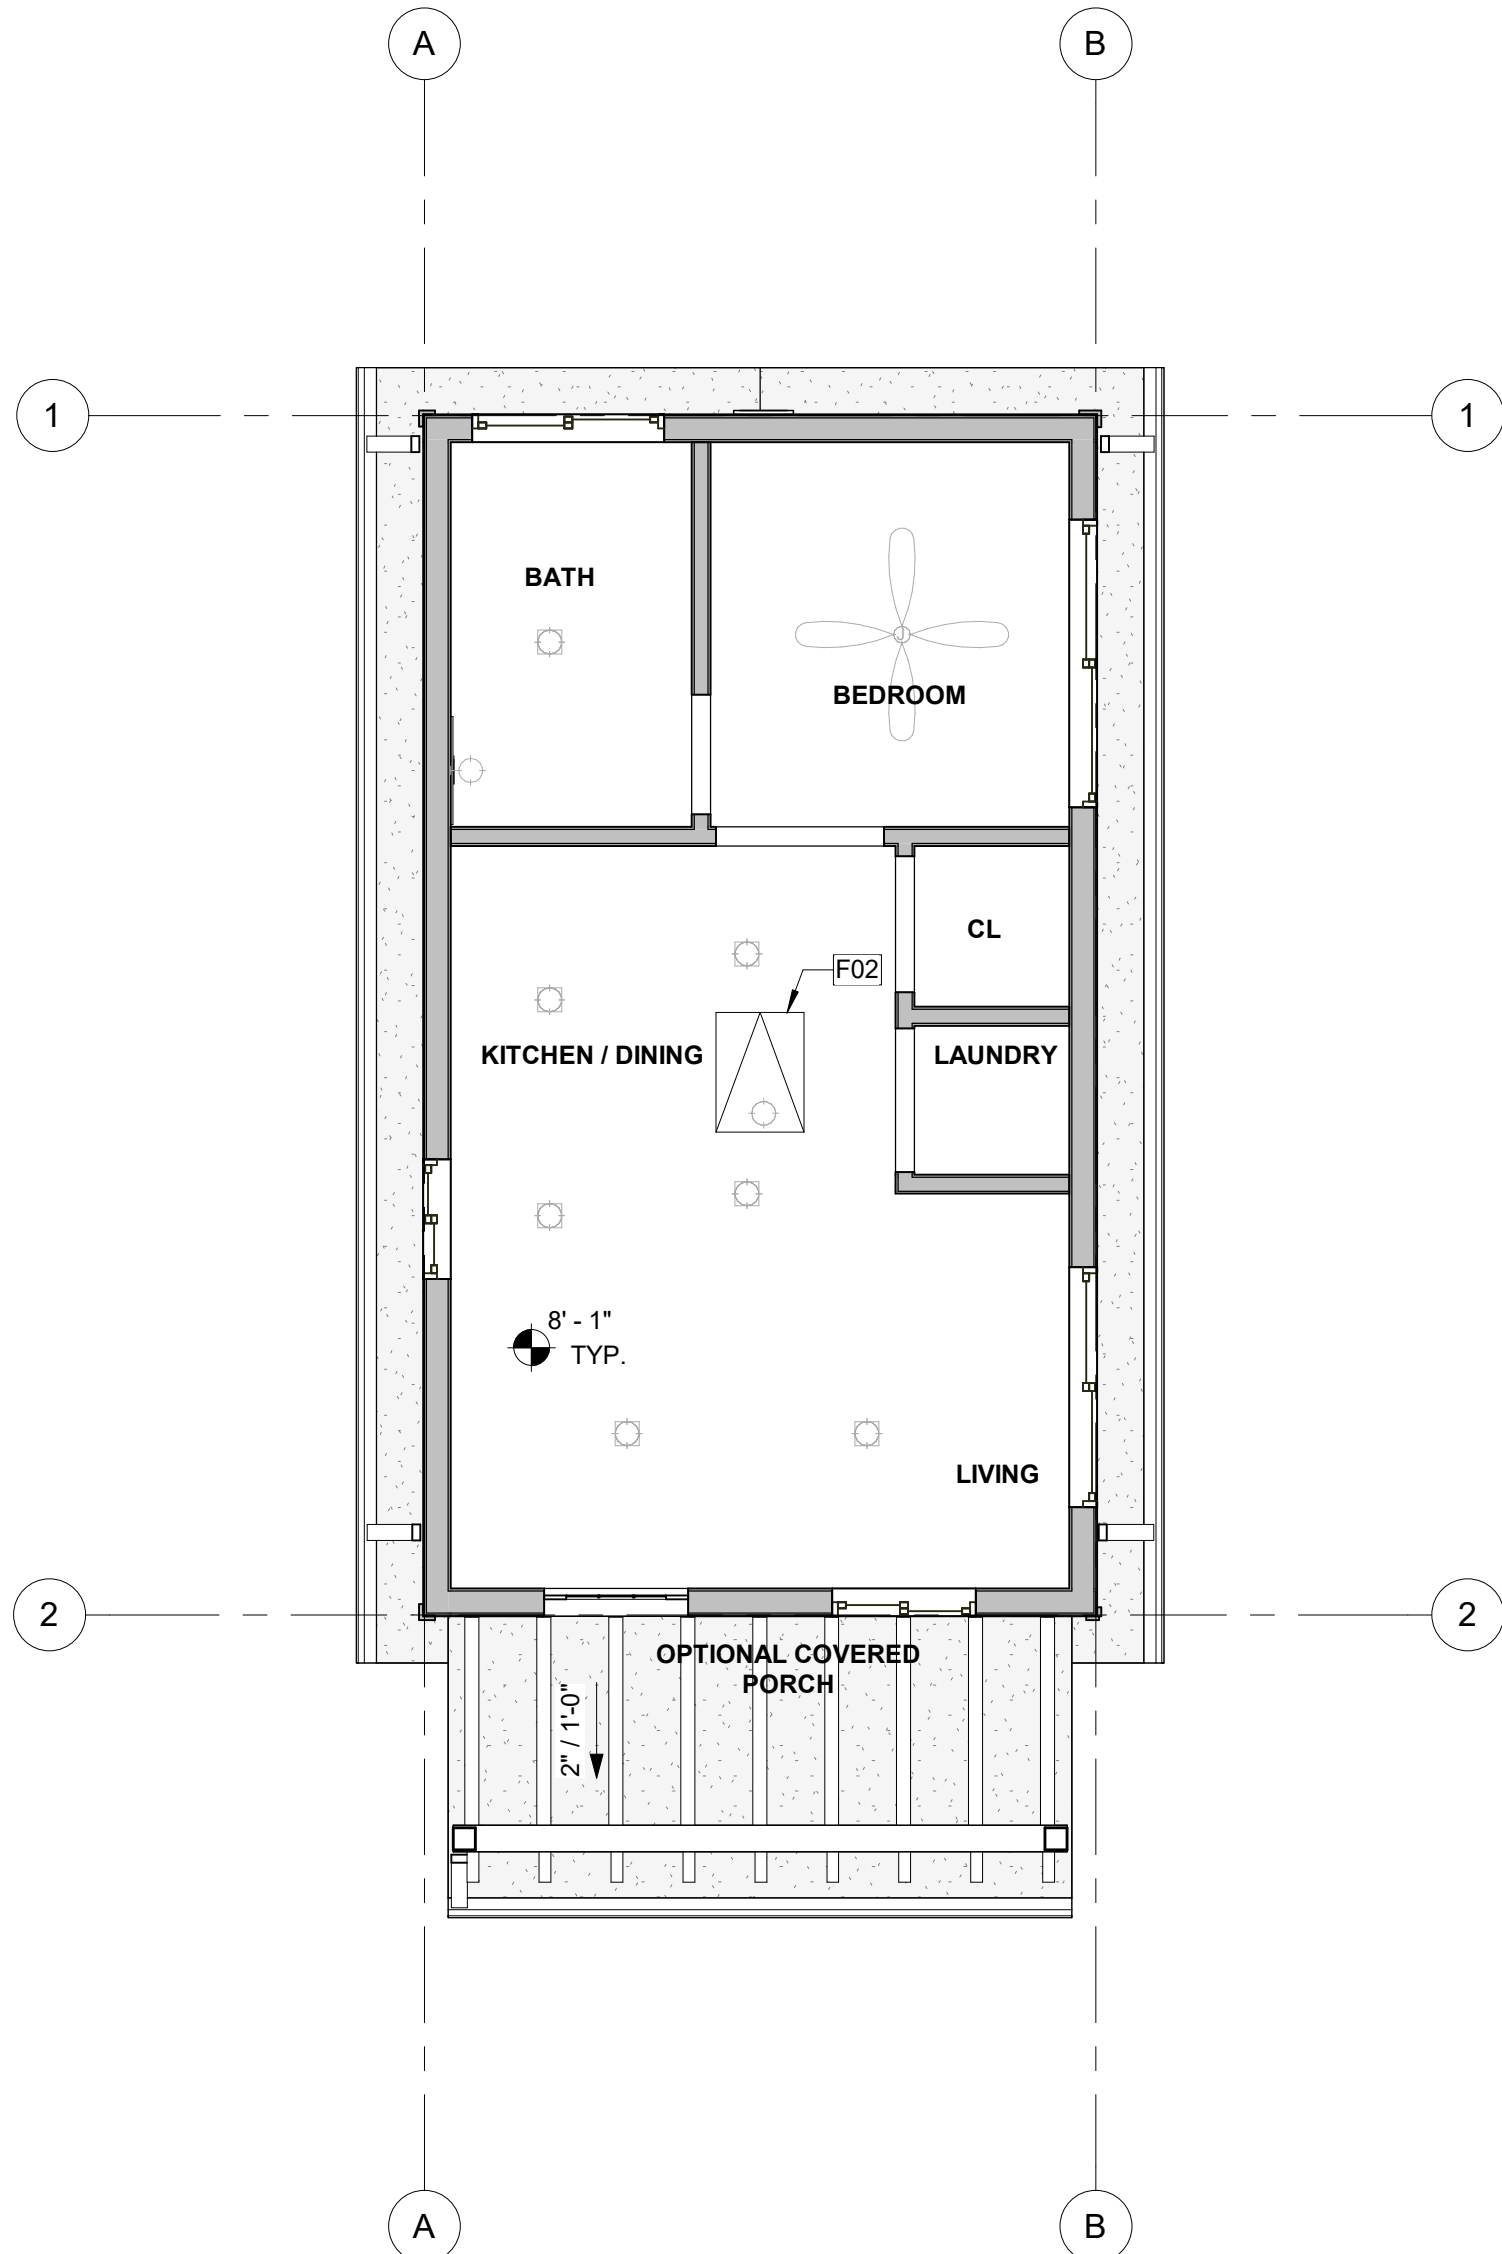 A
B
1
1
BATH
J
BEDROOM
CL
F02
KITCHEN / DINING
LAUNDRY
8' - 1"
TYP.
LIVING
2
2
OPTIONAL COVERED
PORCH
2" / 1'-0"
A
B